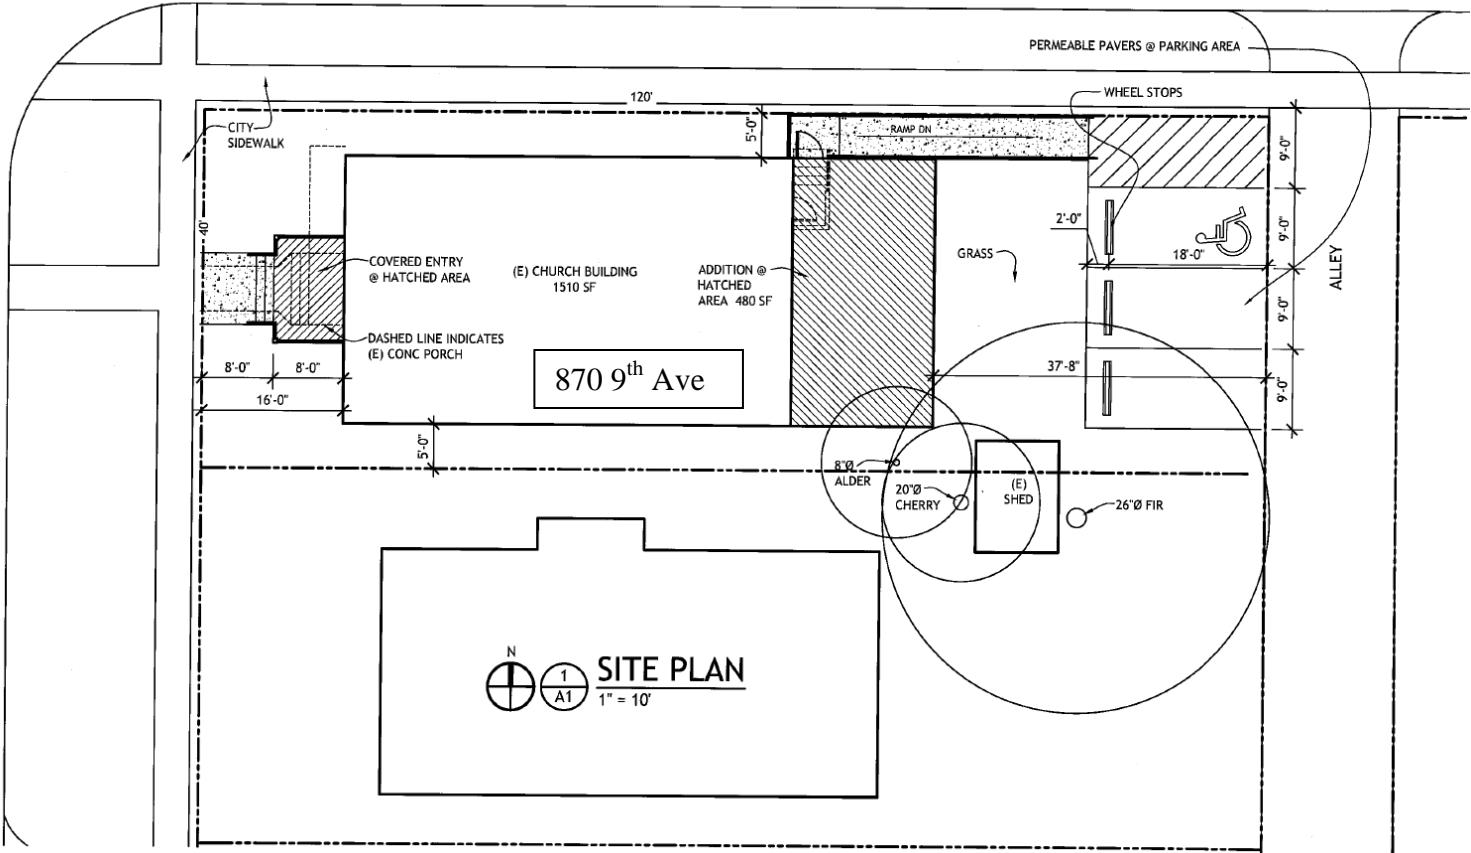 PERMEABLE PAVERS @ PARKING AREA
WHEEL STOPS
120'
CITY
SIDEWALK
5'-0"
RAMP DN
9'-0"
40'
2'-0"
18'-0"
9'-0"
COVERED ENTRY
@ HATCHED AREA
(E) CHURCH BUILDING
1510 SF
ADDITION @
HATCHED
AREA 480 SF
GRASS
ALLEY
9'-0"
DASHED LINE INDICATES
(E) CONC PORCH
870 9th Ave
8'-0"
8'-0"
37'-8"
9'-0"
16'-0"
5'-0"
8"Ø
ALDER
20"Ø
CHERRY
(E)
SHED
26"Ø FIR
N
1
A1
SITE PLAN
1" = 10'